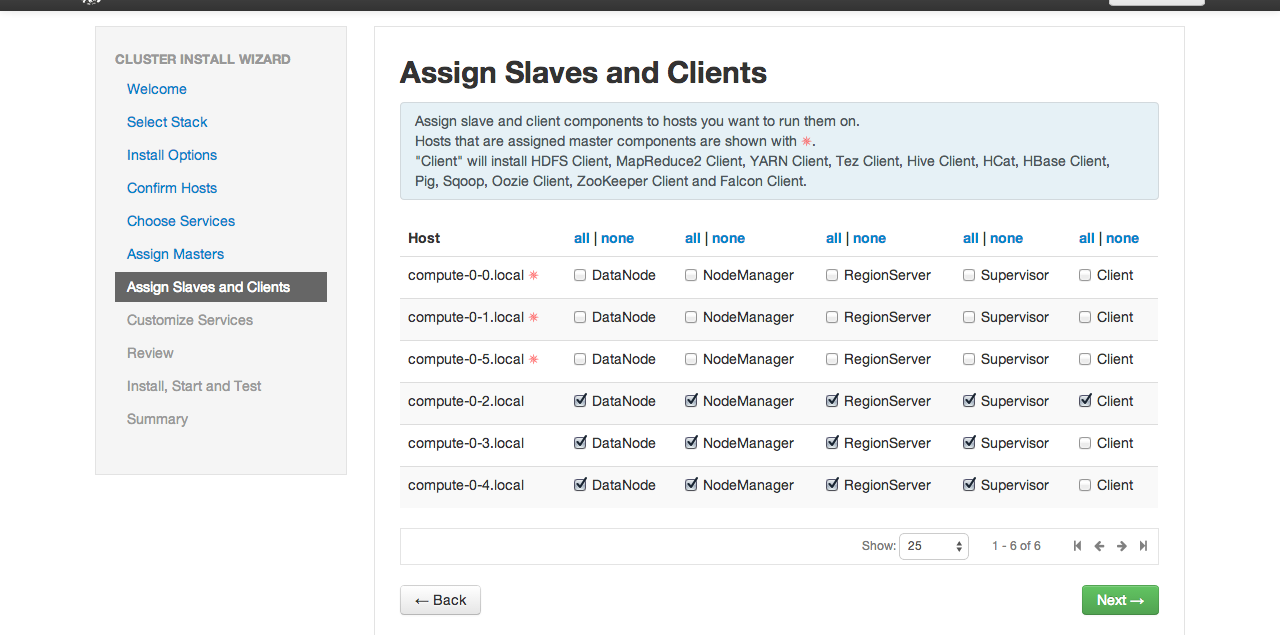 CLUSTER INSTALL WIZARD
Welcome
Select Stack
Install Options
Confirm Hosts
Choose Services
Assign Masters
Assign Slaves and Clients
Customize Services
Review
Install, Start and Test
Summary
Assign Slaves and Clients
Assign slave and client components to hosts you want to run them on.
Hosts that are assigned master components are shown with ✷.
"Client" will install HDFS Client, MapReduce2 Client, YARN Client, Tez Client, Hive Client, HCat, HBase Client,
Pig, Sqoop, Oozie Client, ZooKeeper Client and Falcon Client.
Host all | none all | none all | none all | none all | none
compute-0-0.local ✷ DataNode NodeManager RegionServer Supervisor Client
compute-0-1.local ✷ DataNode NodeManager RegionServer Supervisor Client
compute-0-5.local ✷ DataNode NodeManager RegionServer Supervisor Client
compute-0-2.local DataNode NodeManager RegionServer Supervisor Client
compute-0-3.local DataNode NodeManager RegionServer Supervisor Client
compute-0-4.local DataNode NodeManager RegionServer Supervisor Client
Show: 25 1 - 6 of 6
← Back
Next →